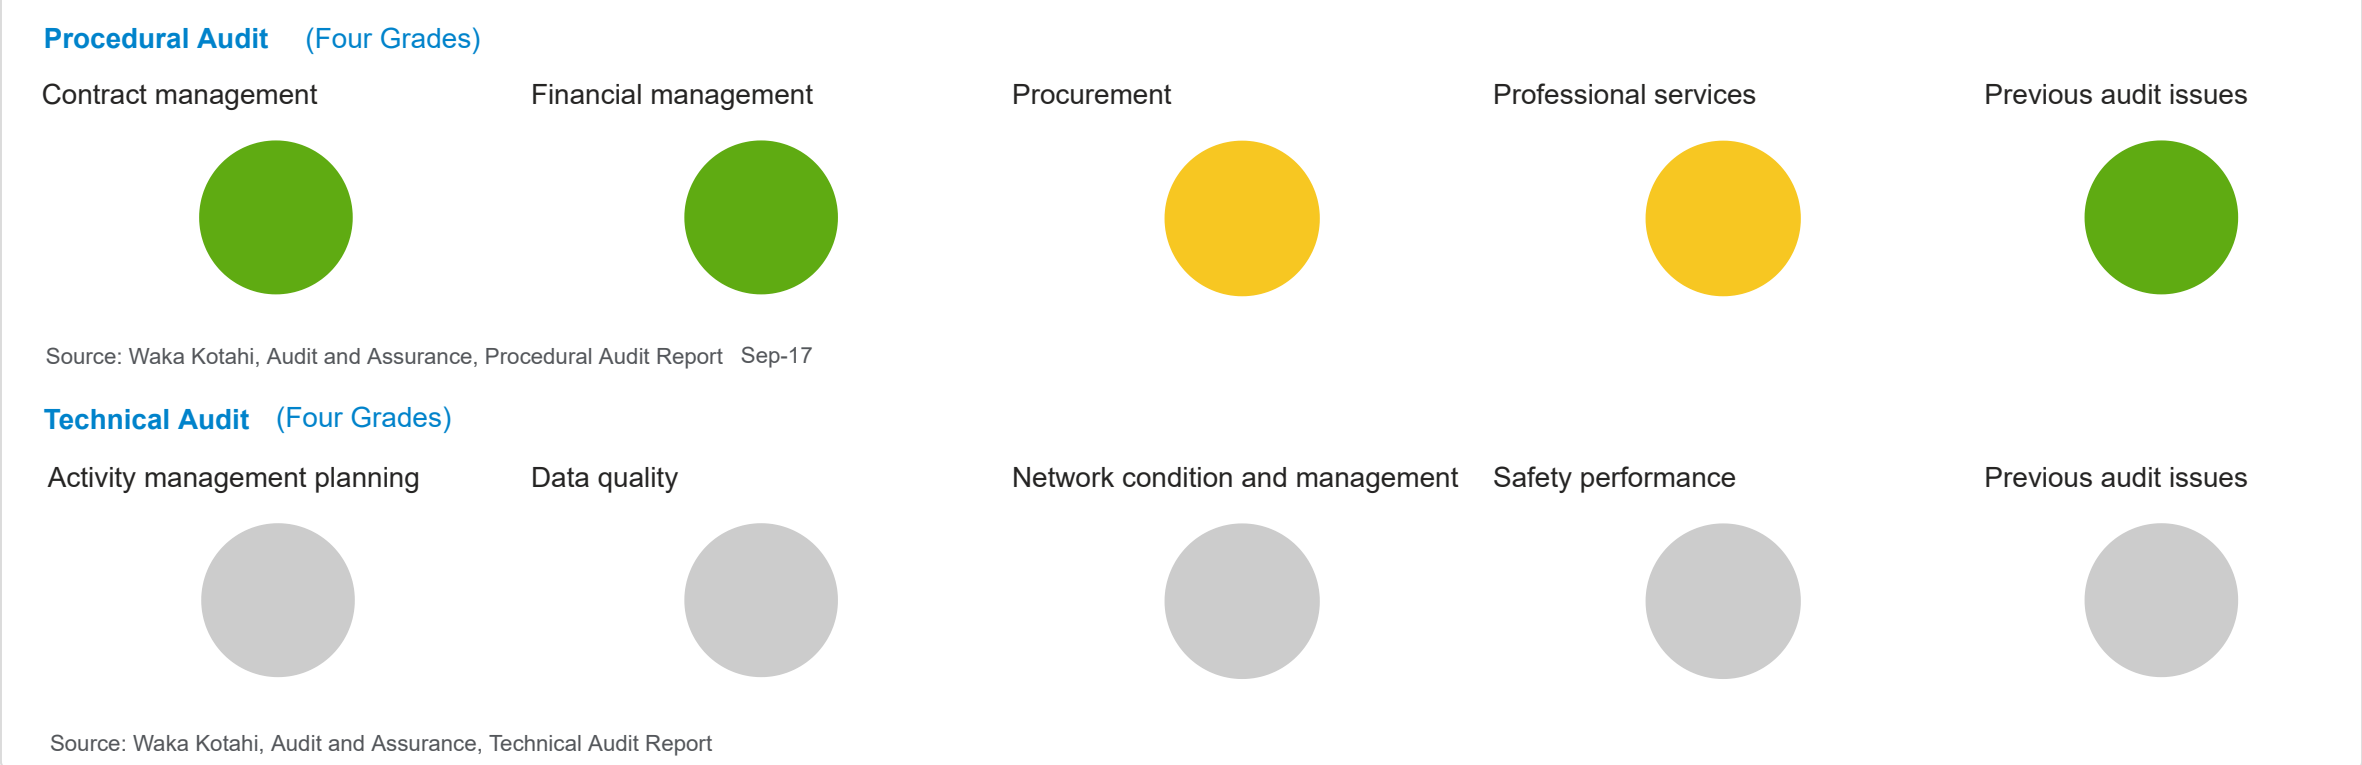 Procedural Audit (Four Grades)
Contract management
Financial management
Procurement
Professional services
Previous audit issues
Source: Waka Kotahi, Audit and Assurance, Procedural Audit Report Sep-17
Technical Audit (Four Grades)
Activity management planning
Data quality
Network condition and management
Safety performance
Previous audit issues
Source: Waka Kotahi, Audit and Assurance, Technical Audit Report